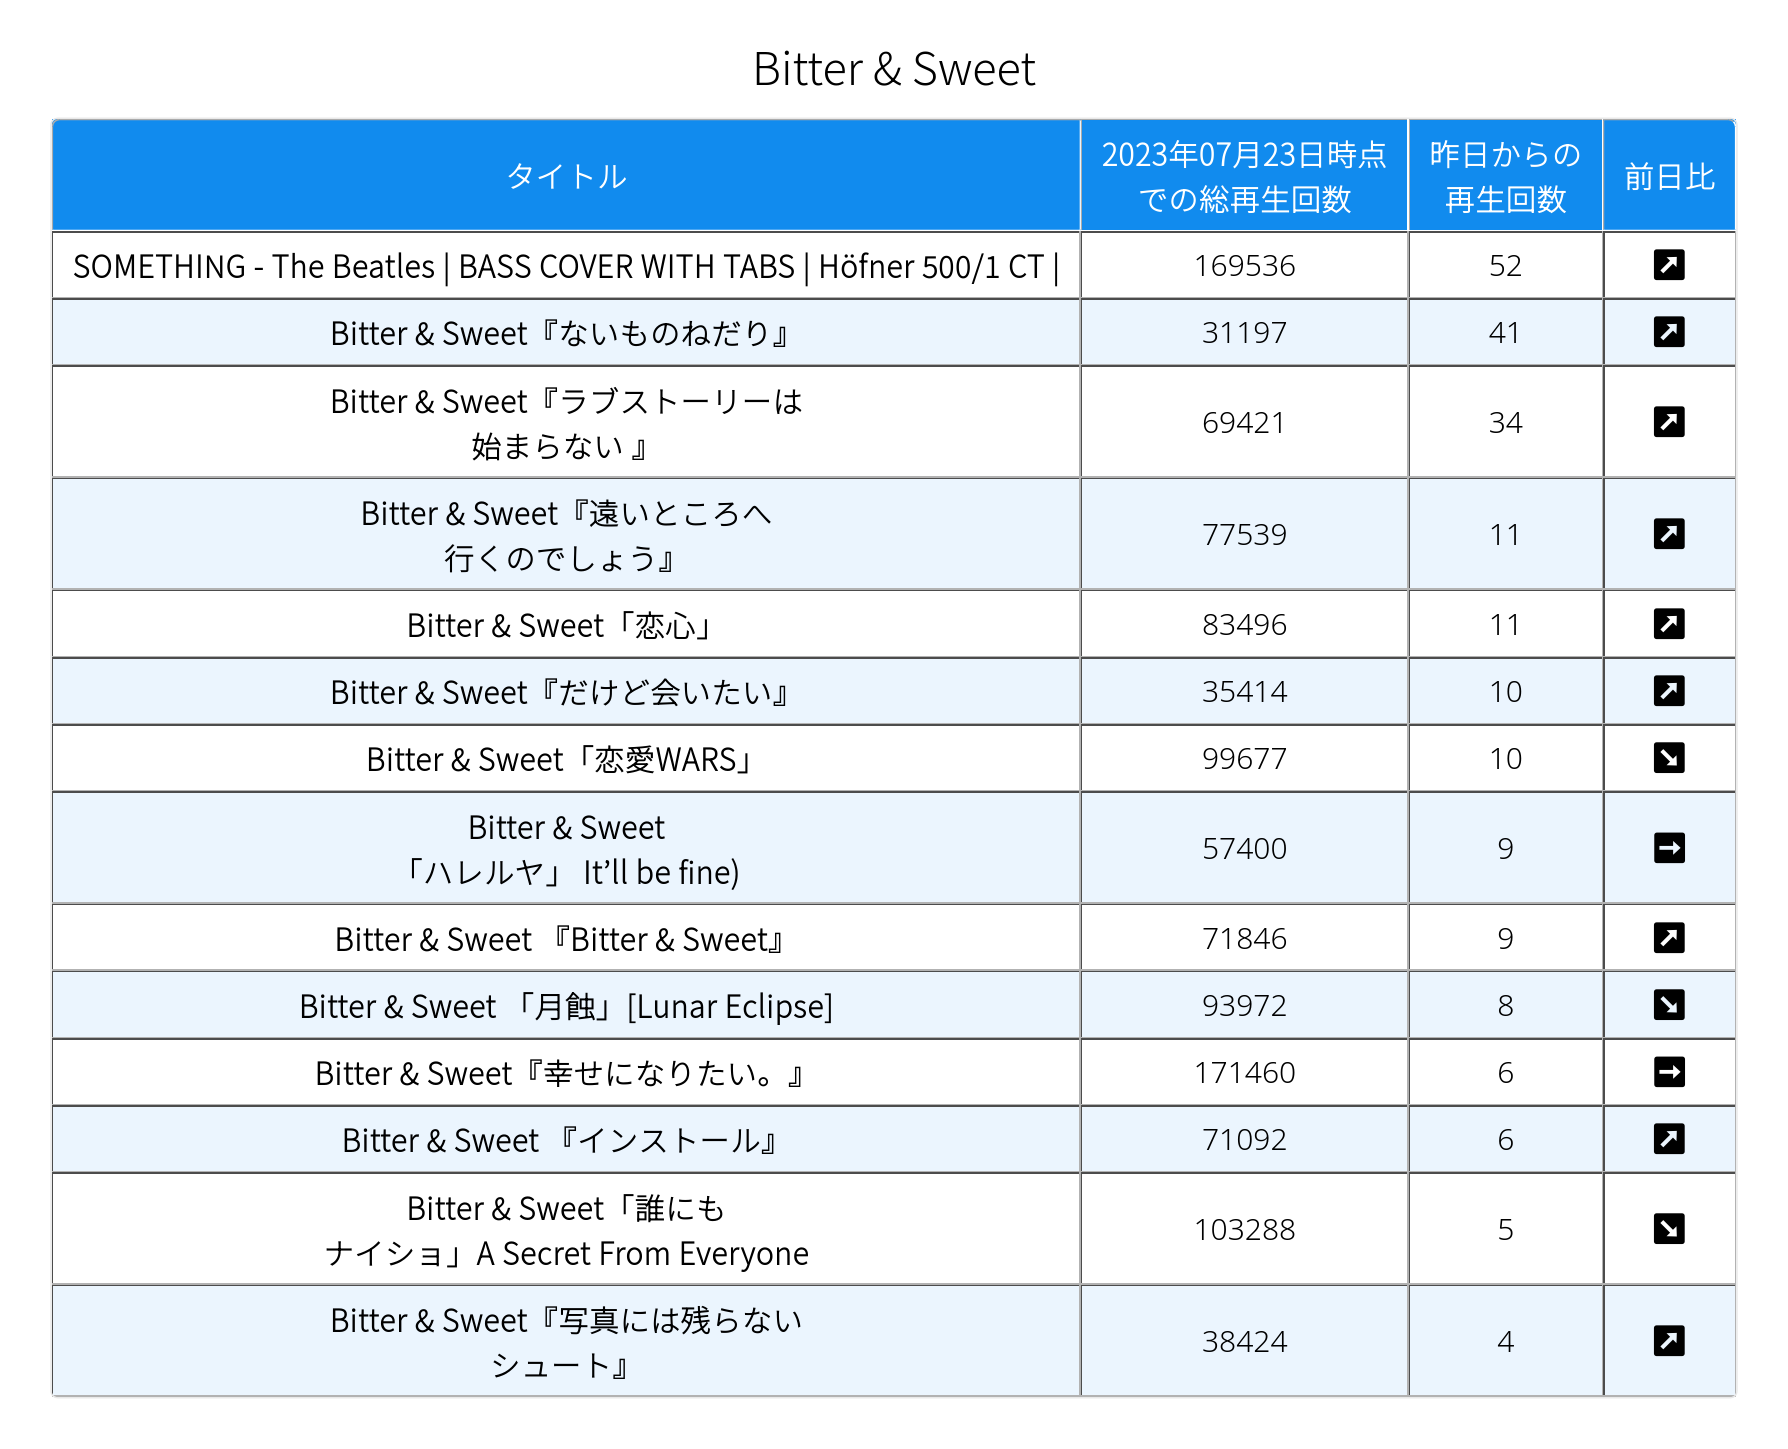 Bitter & Sweet
タイトル
2023年07月23日時点
での総再生回数
昨日からの
再生回数
前日比
SOMETHING - The Beatles | BASS COVER WITH TABS | Höfner 500/1 CT |
169536
52
Bitter & Sweet『ないものねだり』
31197
41
Bitter & Sweet『ラブストーリーは
始まらない 』
69421
34
Bitter & Sweet『遠いところへ
行くのでしょう』
77539
11
Bitter & Sweet「恋心」
83496
11
Bitter & Sweet『だけど会いたい』
35414
10
Bitter & Sweet「恋愛WARS」
99677
10
Bitter & Sweet
「ハレルヤ」 It’ll be fine)
57400
9
Bitter & Sweet 『Bitter & Sweet』
71846
9
Bitter & Sweet 「月蝕」[Lunar Eclipse]
93972
8
Bitter & Sweet『幸せになりたい。』
171460
6
Bitter & Sweet 『インストール』
71092
6
Bitter & Sweet「誰にも
ナイショ」A Secret From Everyone
103288
5
Bitter & Sweet『写真には残らない
シュート』
38424
4